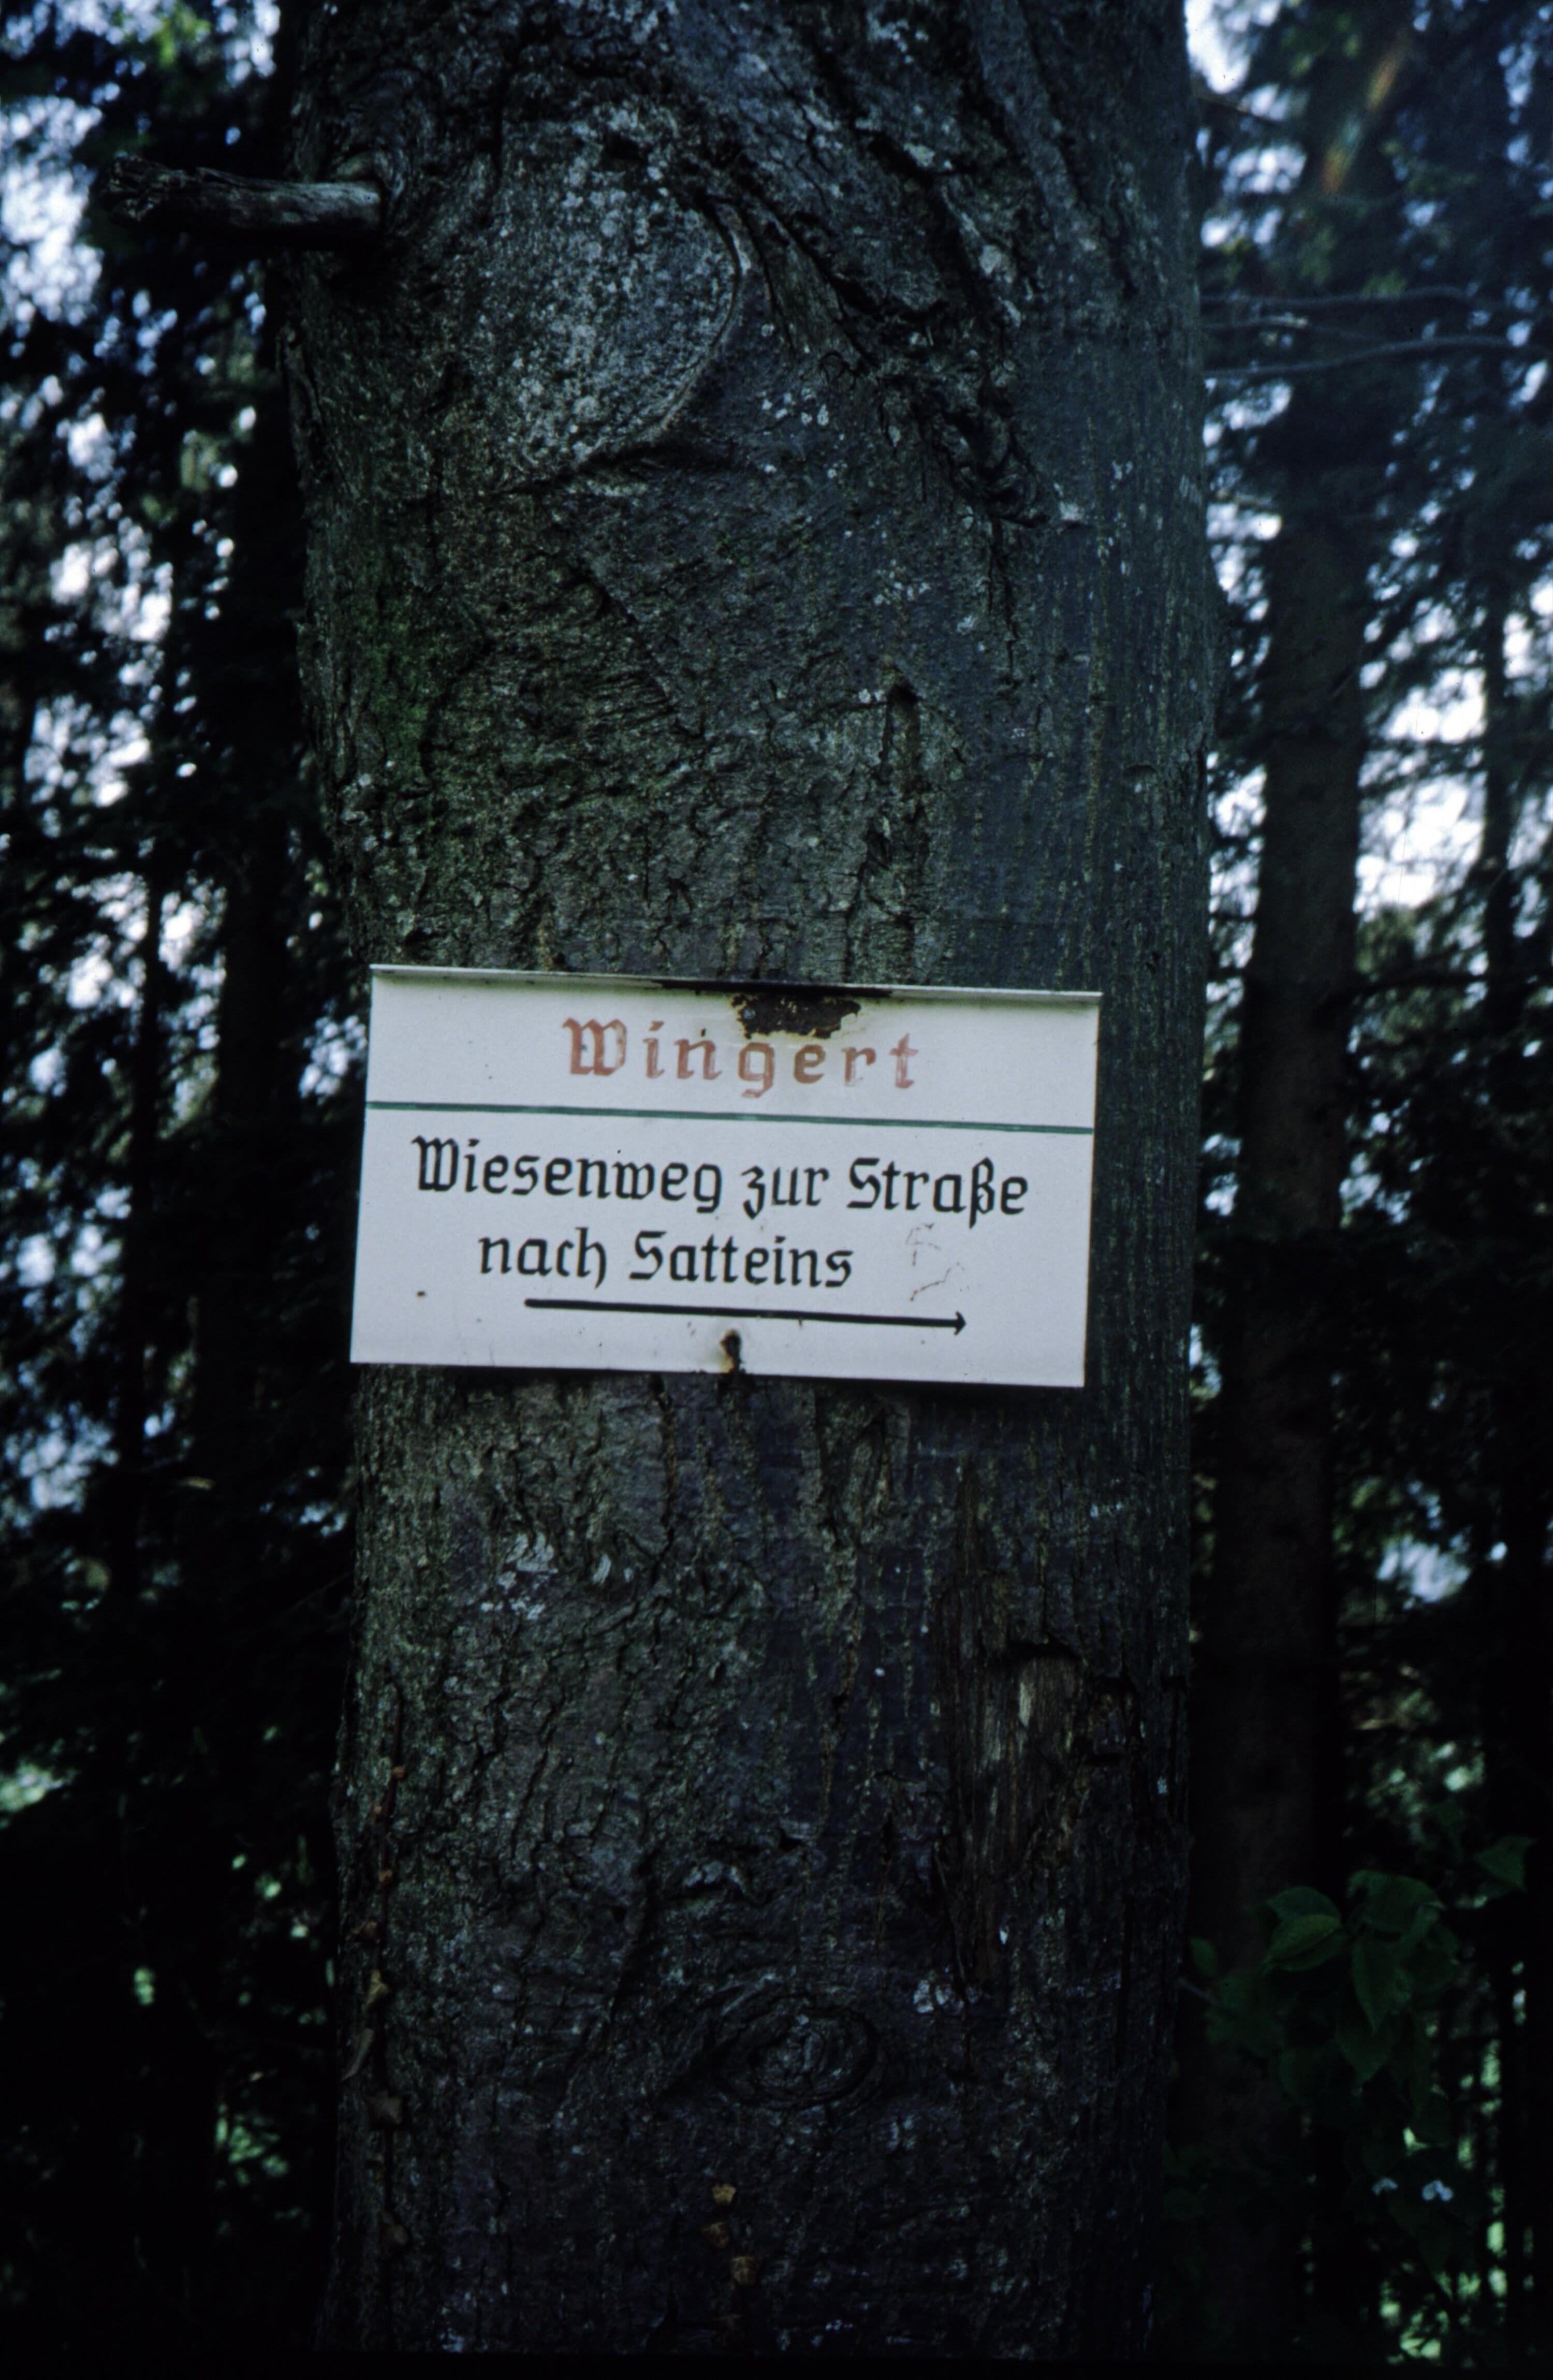 Wingert
Wiesenweg zur Straße
nach Satteins